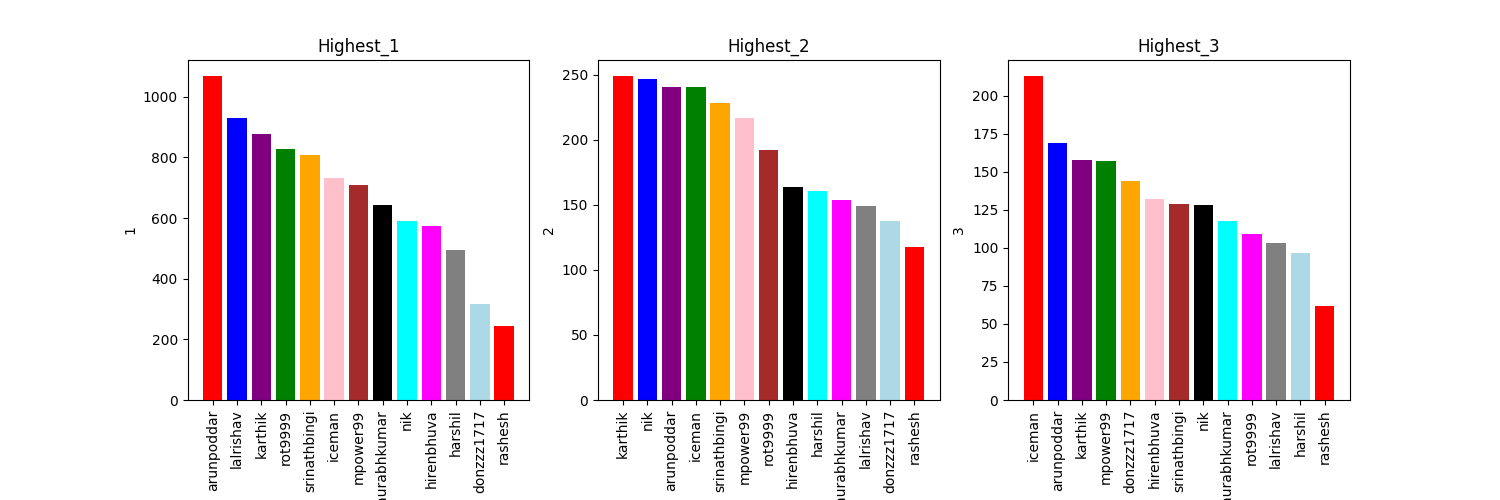 Highest_1
1
1000
800
600
400
200
0
arunpoddar
lalrishav
karthik
rot9999
srinathbingi
iceman
mpower99
urabhkumar
nik
hirenbhuva
harshil
donzzz1717
rashesh
Highest_2
2
250
200
150
100
50
0
karthik
nik
arunpoddar
iceman
srinathbingi
mpower99
rot9999
hirenbhuva
harshil
urabhkumar
lalrishav
donzzz1717
rashesh
Highest_3
3
200
175
150
125
100
75
50
25
0
iceman
arunpoddar
karthik
mpower99
donzzz1717
hirenbhuva
srinathbingi
nik
urabhkumar
rot9999
lalrishav
harshil
rashesh